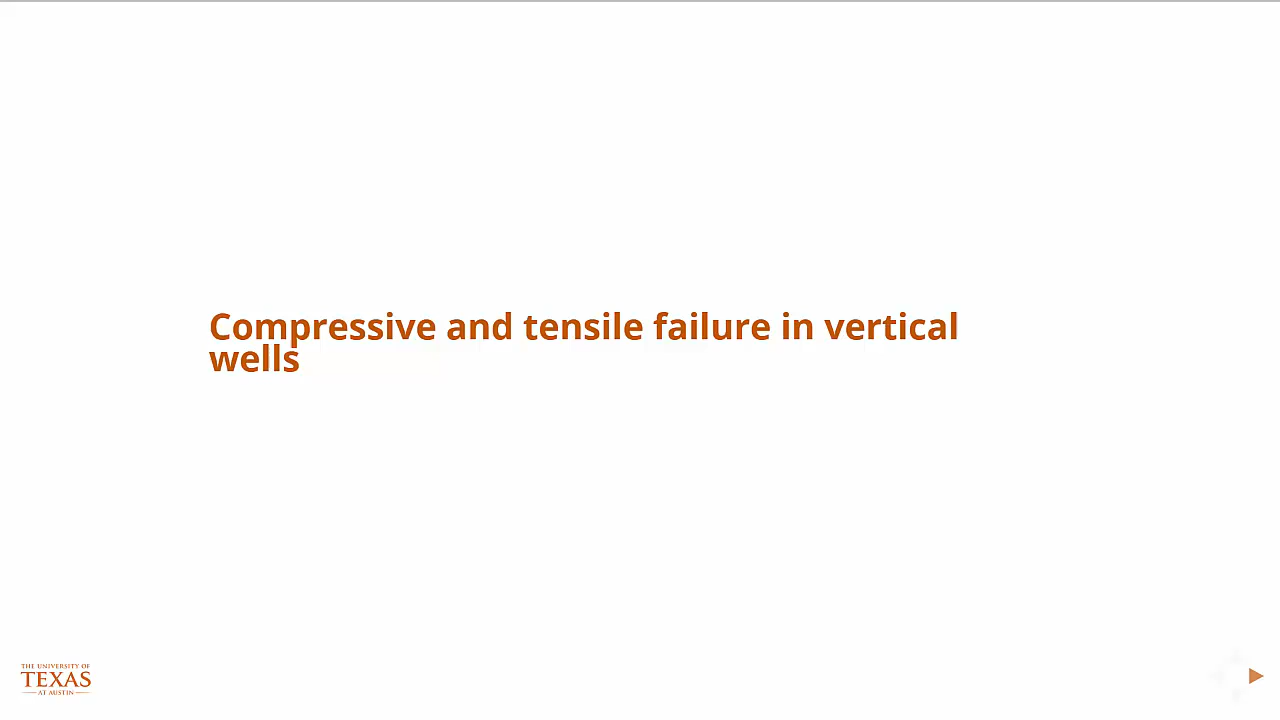 Compressive and tensile failure in vertical
wells
THE UNIVERSITY OF
TEXAS
AT AUSTIN